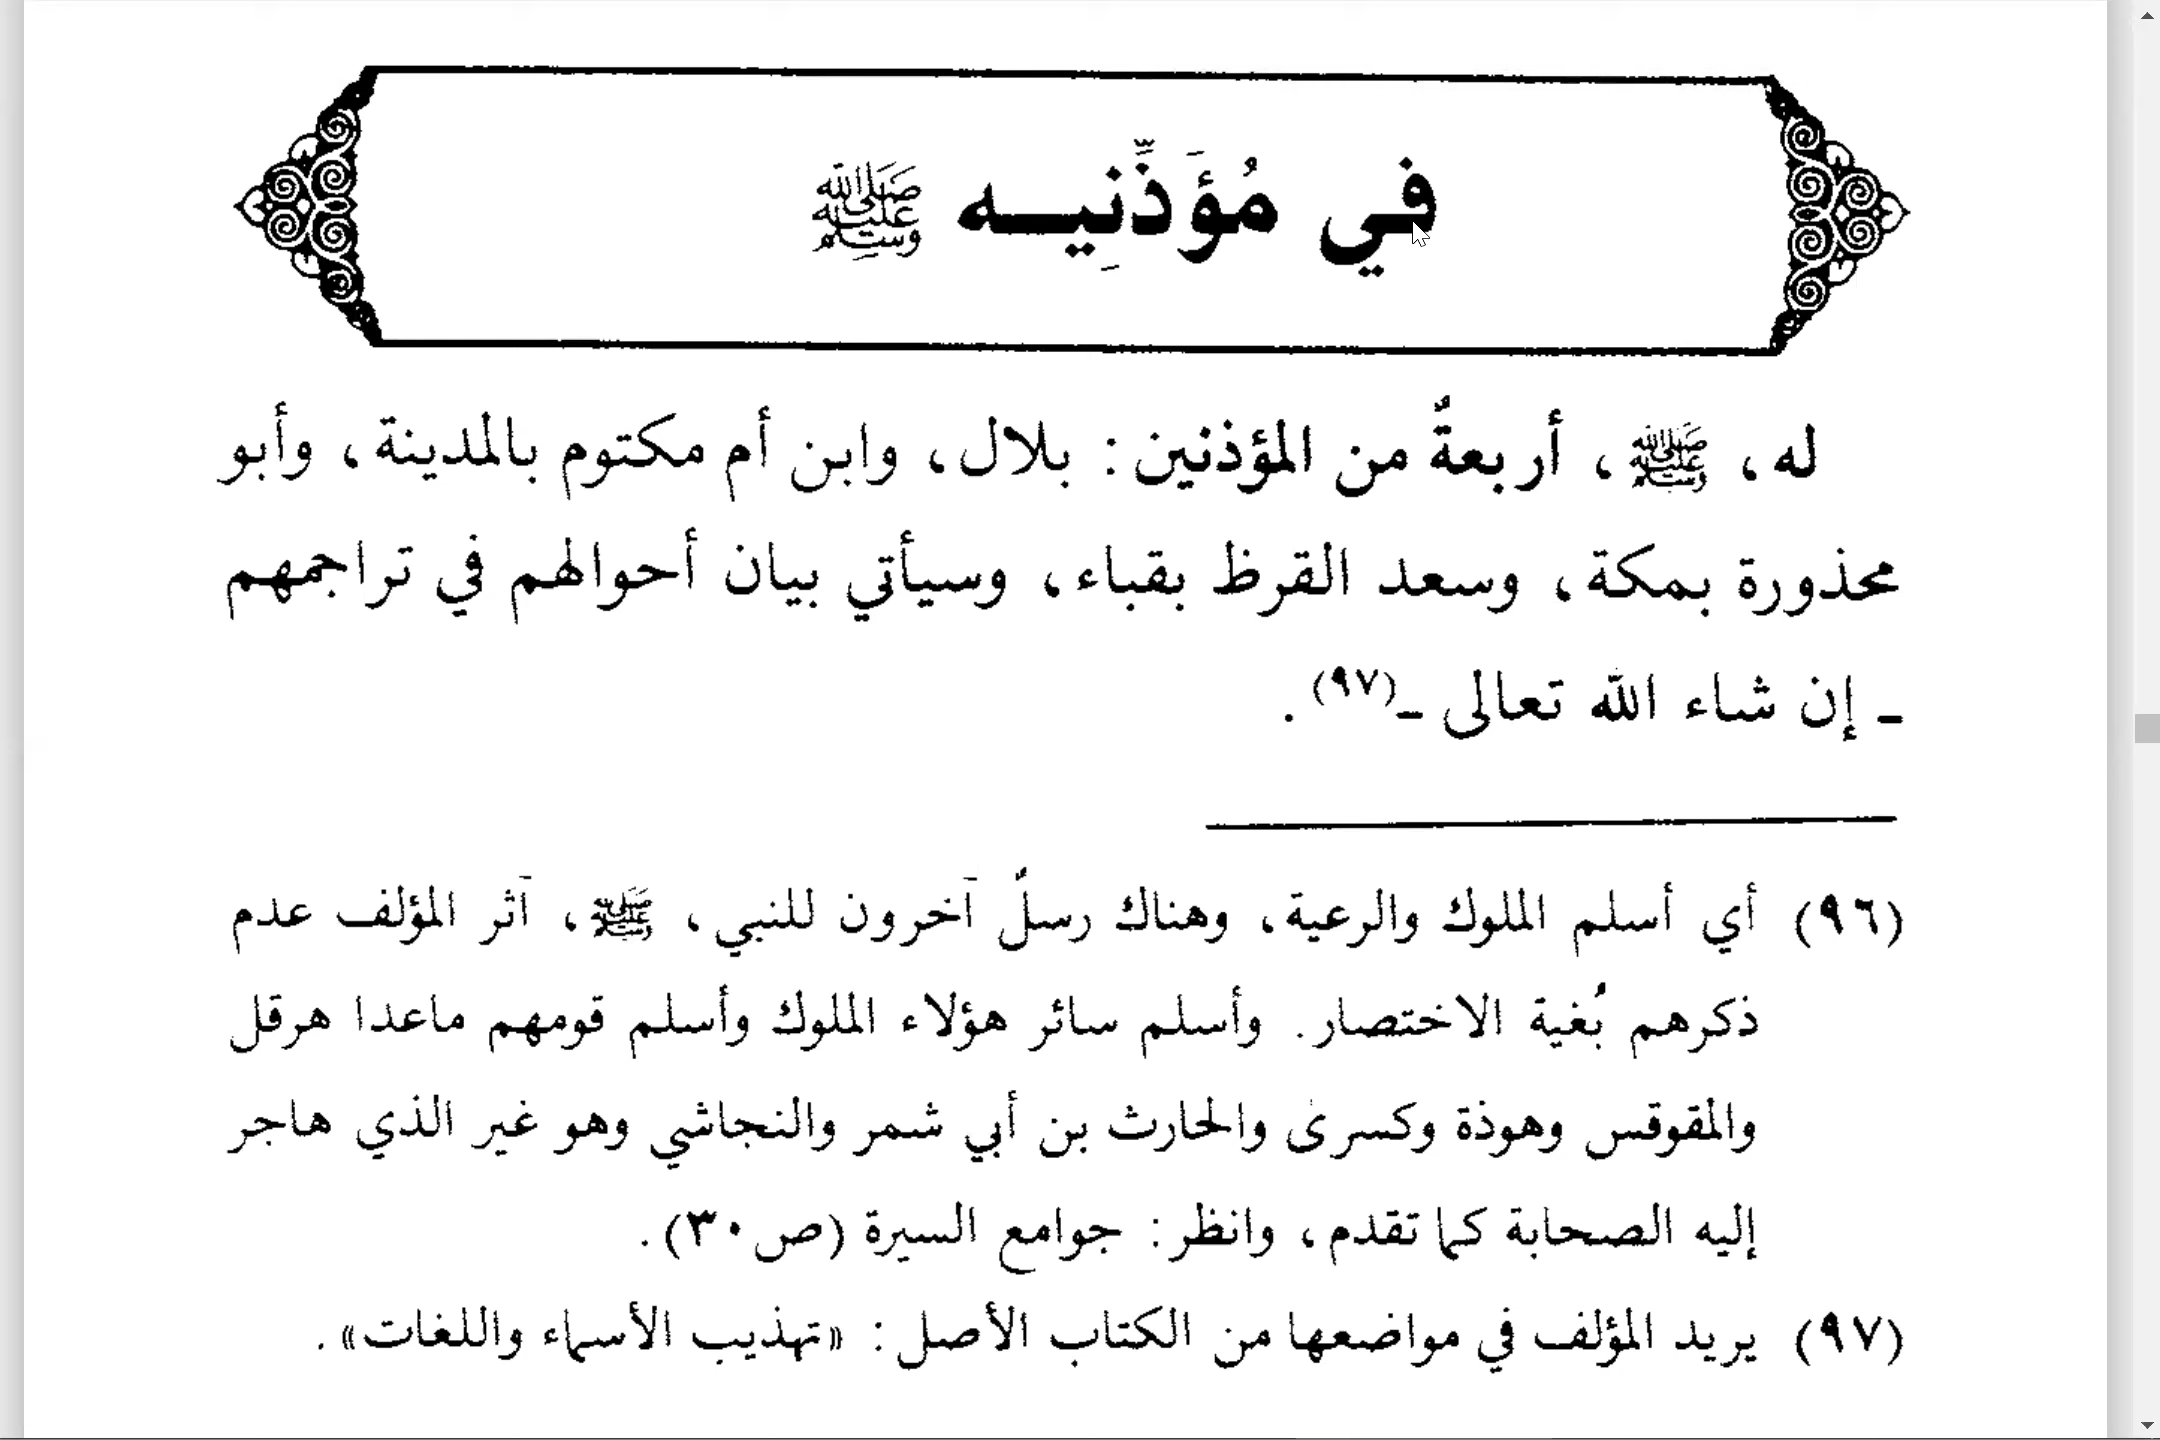 في مُؤَذِّنِيـه ﷺ
له، ﷺ، أربعةٌ من المؤذنين: بلال، وابن أم مكتوم بالمدينة، وأبو
محذورة بمكة، وسعد القرظ بقباء، وسيأتي بيان أحوالهم في تراجمهم
ـ إن شاء الله تعالى ـ(٩٧).
(٩٦) أي أسلم الملوك والرعية، وهناك رسلٌ آخرون للنبي، ﷺ، آثر المؤلف عدم
ذكرهم بُغية الاختصار. وأسلم سائر هؤلاء الملوك وأسلم قومهم ماعدا هرقل
والمقوقس وهوذة وكسرى والحارث بن أبي شمر والنجاشي وهو غير الذي هاجر
إليه الصحابة كما تقدم، وانظر: جوامع السيرة (ص٣٠).
(٩٧) يريد المؤلف في مواضعها من الكتاب الأصل: «تهذيب الأسماء واللغات».